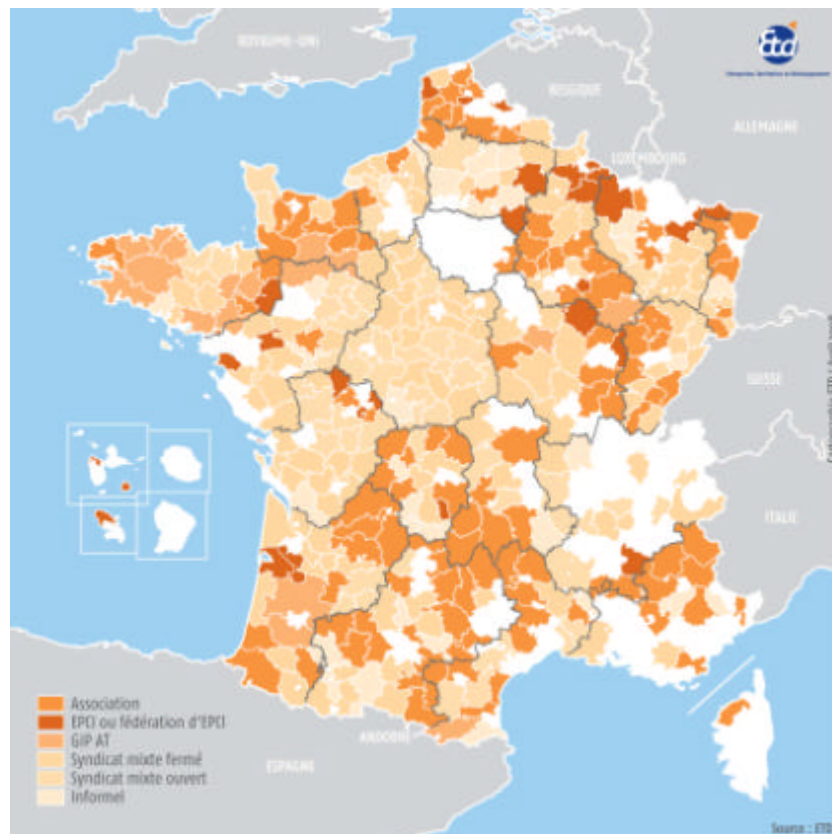 ROYAUME-UNI
Etd
BELGIQUE
ALLEMAGNE
LUXEMBOURG
SUISSE
ITALIE
Association
EPCI ou fédération d'EPCI
GIP AT
Syndicat mixte fermé
Syndicat mixte ouvert
Informel
ANDORRE
ESPAGNE
Source : ETD